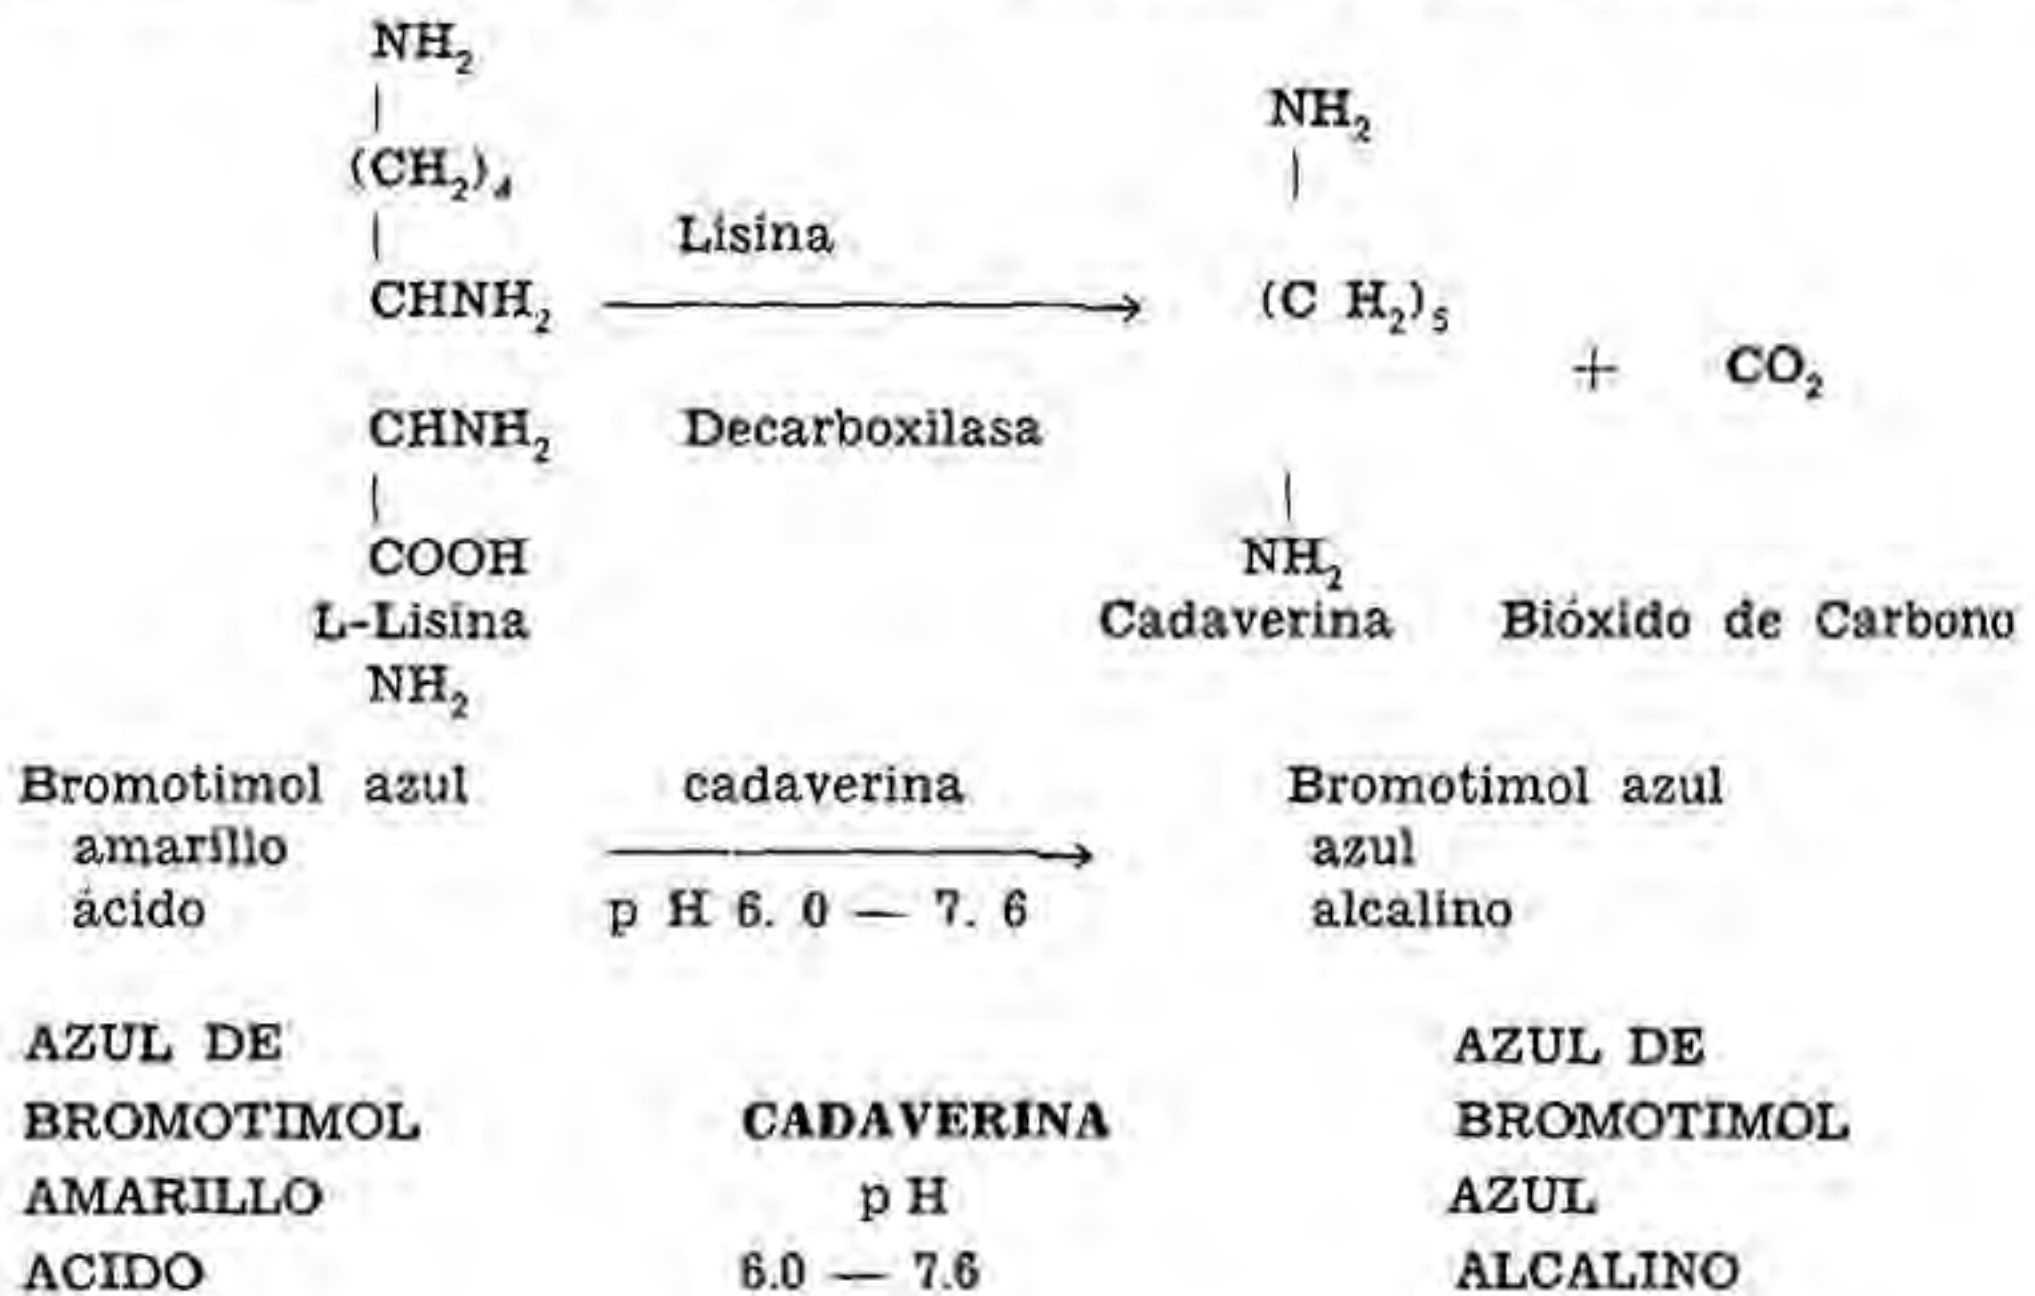 NH₂
|
NH₂
(CH₂)₄
|
|
Lisina
CHNH₂ ⟶ (C H₂)₅
+ CO₂
CHNH₂ Decarboxilasa
|
|
COOH NH₂
L-Lisina Cadaverina Bióxido de Carbono
NH₂
Bromotimol azul cadaverina Bromotimol azul
amarillo ⟶ azul
ácido p H 6. 0 — 7. 6 alcalino
AZUL DE AZUL DE
BROMOTIMOL CADAVERINA BROMOTIMOL
AMARILLO p H AZUL
ACIDO 6.0 — 7.6 ALCALINO